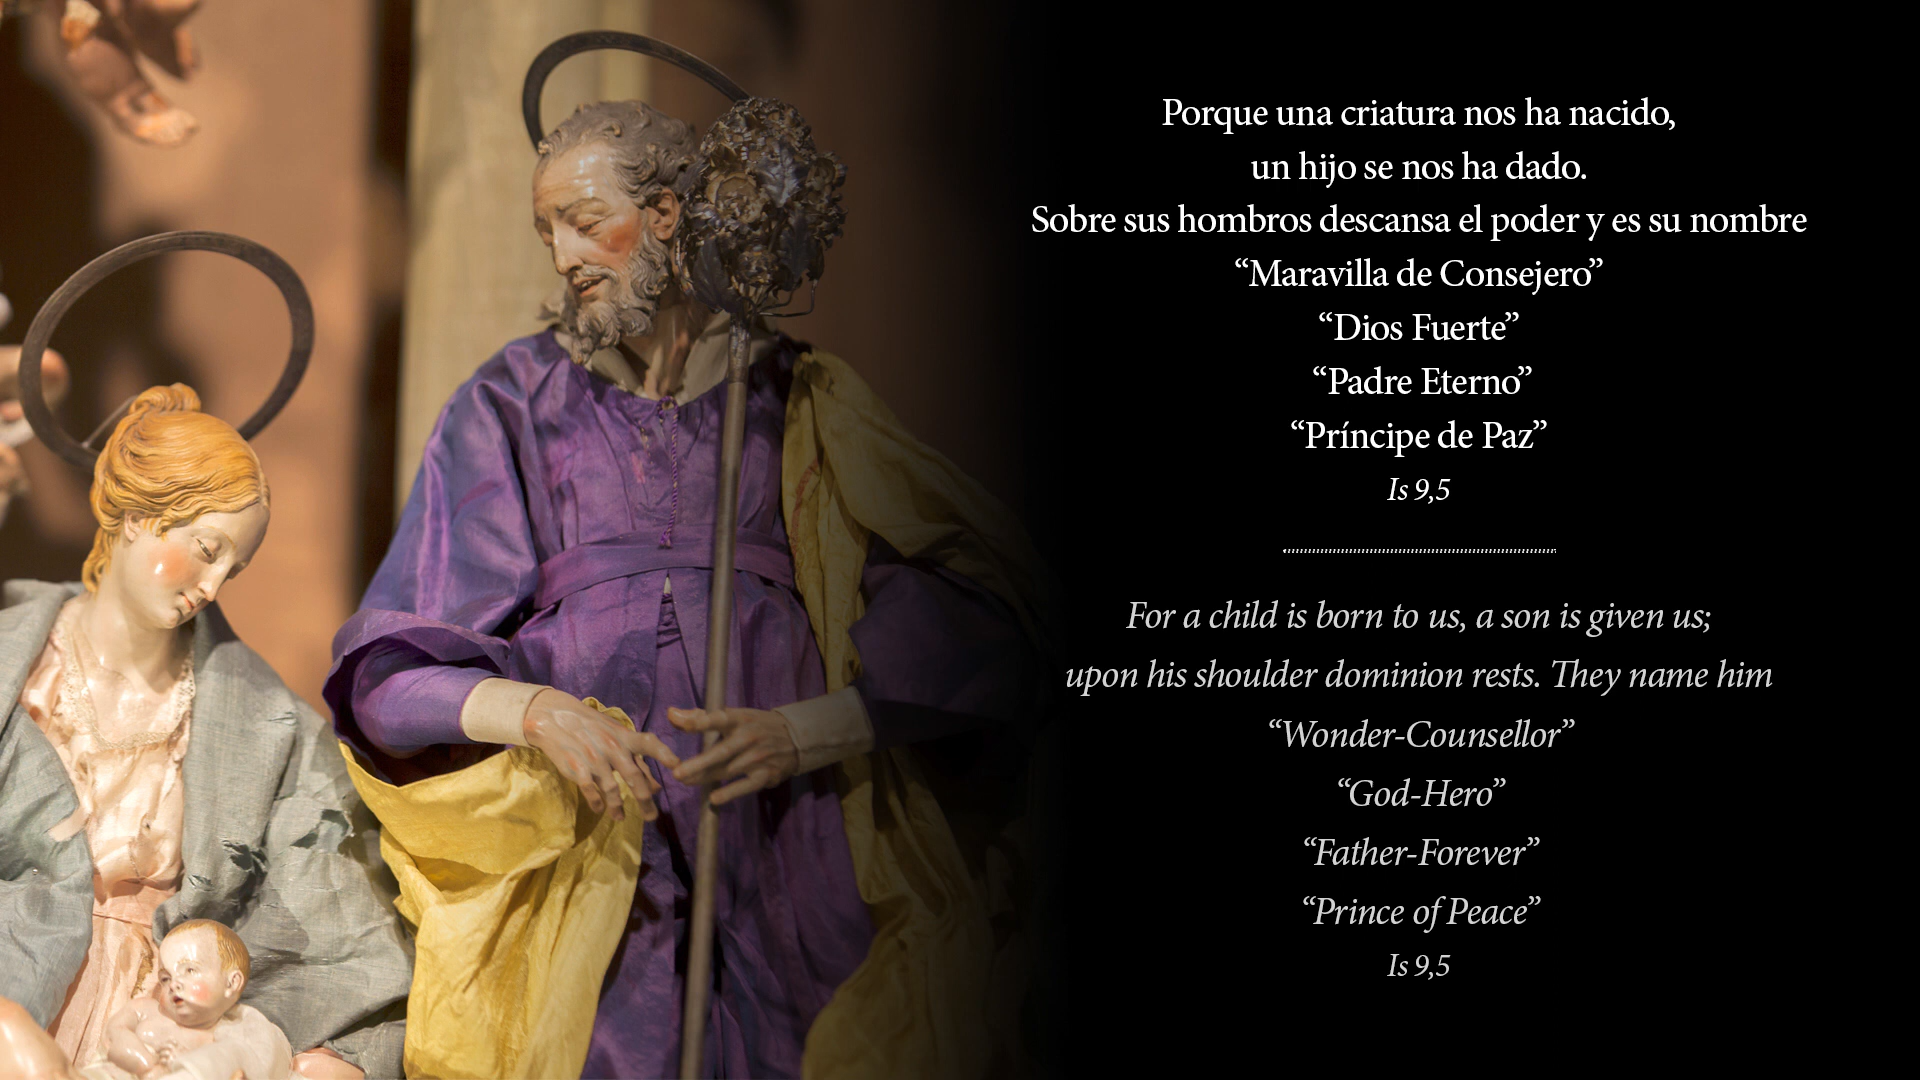 Porque una criatura nos ha nacido,
un hijo se nos ha dado.
Sobre sus hombros descansa el poder y es su nombre
“Maravilla de Consejero”
“Dios Fuerte”
“Padre Eterno”
“Príncipe de Paz”
Is 9,5
For a child is born to us, a son is given us;
upon his shoulder dominion rests. They name him
“Wonder-Counsellor”
“God-Hero”
“Father-Forever”
“Prince of Peace”
Is 9,5